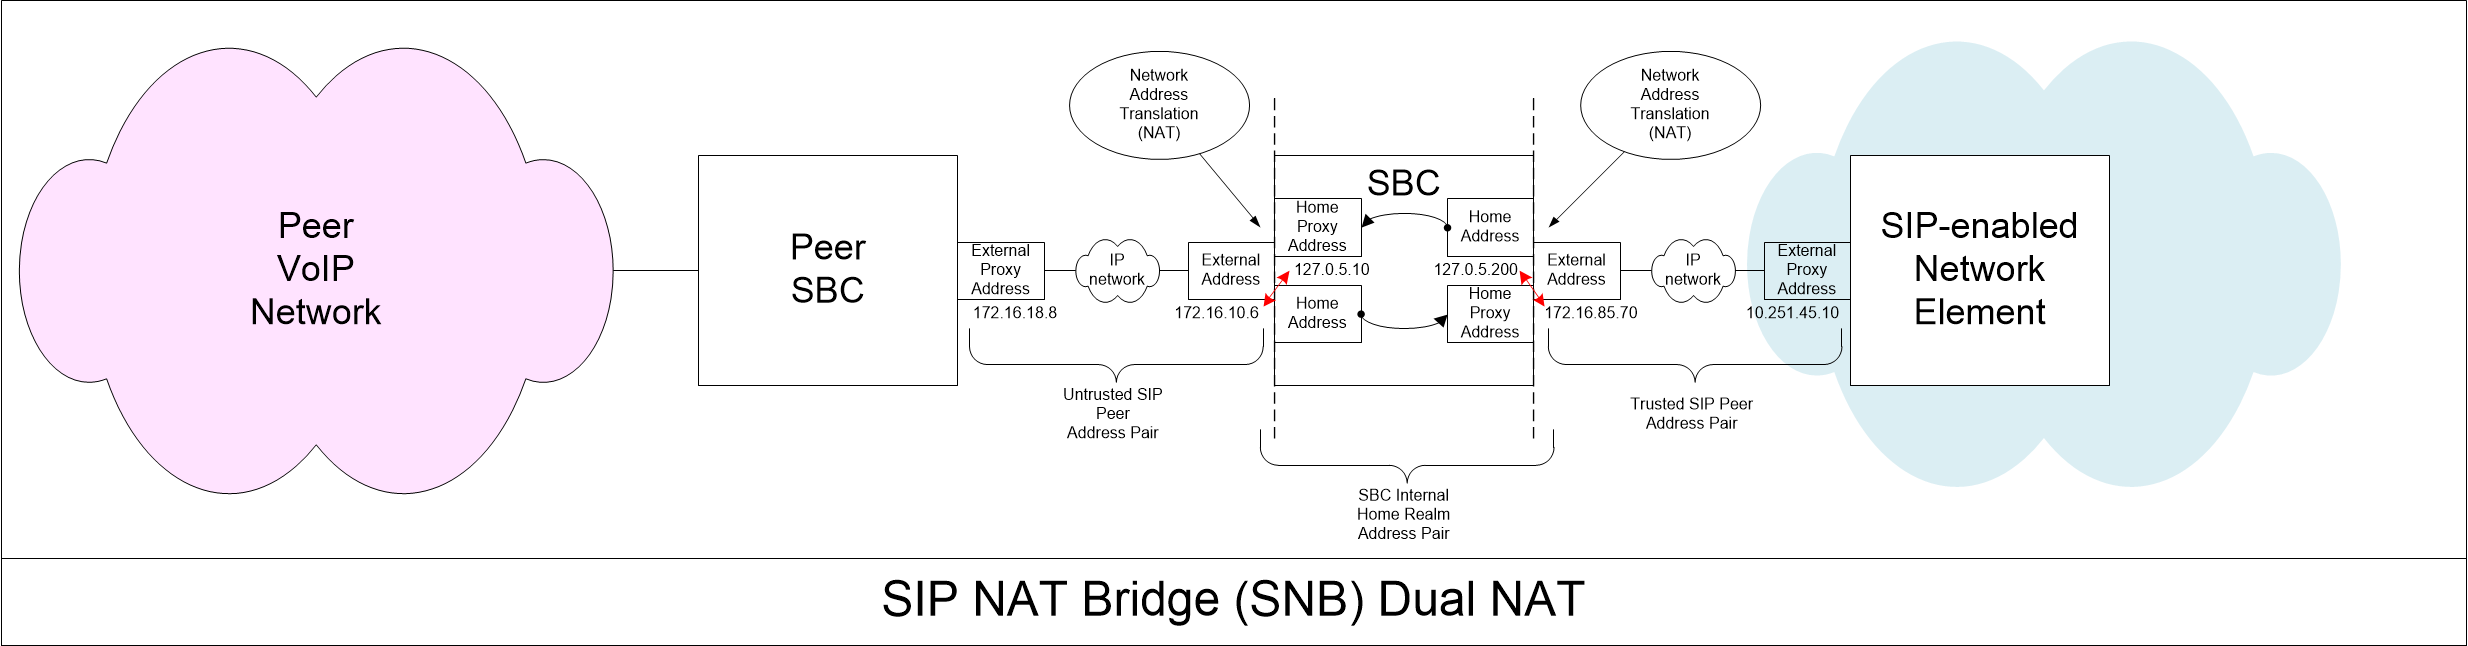 Peer
VoIP
Network
Peer
SBC
External
Proxy
Address
172.16.18.8
IP
network
External
Address
172.16.10.6
Untrusted SIP
Peer
Address Pair
Network
Address
Translation
(NAT)
SBC
Home
Proxy
Address
127.0.5.10
Home
Address
Home
Address
127.0.5.200
Home
Proxy
Address
SBC Internal
Home Realm
Address Pair
Network
Address
Translation
(NAT)
External
Address
172.16.85.70
IP
network
External
Proxy
Address
10.251.45.10
Trusted SIP Peer
Address Pair
SIP-enabled
Network
Element
SIP NAT Bridge (SNB) Dual NAT